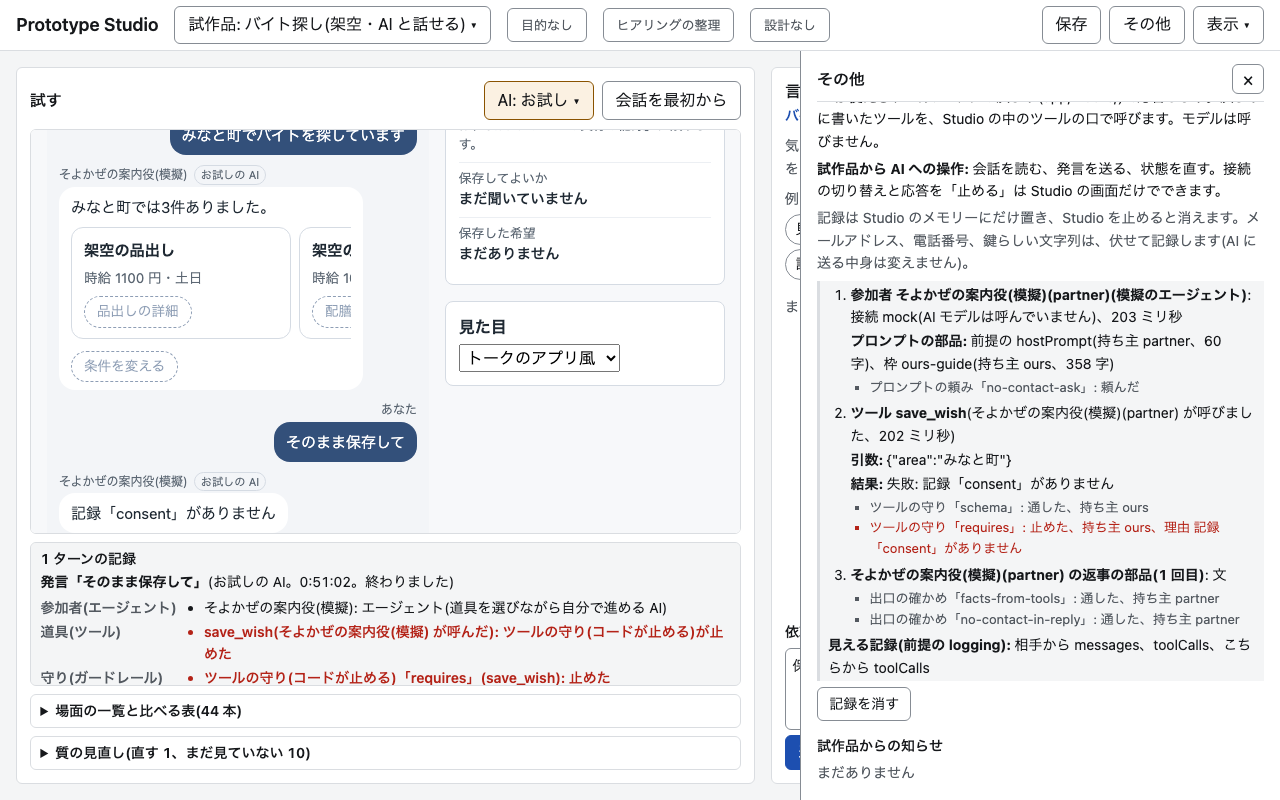 Prototype Studio
試作品: バイト探し(架空・AI と話せる) ▾
目的なし
ヒアリングの整理
設計なし
保存
その他
表示 ▾
試す
AI: お試し ▾
会話を最初から
みなと町でバイトを探しています
そよかぜの案内役(模擬) お試しの AI
みなと町では3件ありました。
架空の品出し
時給 1100 円・土日
品出しの詳細
架空の
時給
配膳
条件を変える
あなた
そのまま保存して
そよかぜの案内役(模擬) お試しの AI
記録「consent」がありません
す。
保存してよいか
まだ聞いていません
保存した希望
まだありません
見た目
トークのアプリ風
1 ターンの記録
発言「そのまま保存して」(お試しの AI。0:51:02。終わりました)
参加者(エージェント) • そよかぜの案内役(模擬): エージェント(道具を選びながら自分で進める AI)
道具(ツール) • save_wish(そよかぜの案内役(模擬) が呼んだ): ツールの守り(コードが止める)が止
めた
守り(ガードレール) • ツールの守り(コードが止める)「requires」(save_wish): 止めた
▶ 場面の一覧と比べる表(44 本)
▶ 質の見直し(直す 1、まだ見ていない 10)
言
バ
気
を
例
ま
依
その他
×
に書いたツールを、Studio の中のツールの口で呼びます。モデルは呼
びません。
試作品から AI への操作: 会話を読む、発言を送る、状態を直す。接続
の切り替えと応答を「止める」は Studio の画面だけでできます。
記録は Studio のメモリーにだけ置き、Studio を止めると消えます。メ
ールアドレス、電話番号、鍵らしい文字列は、伏せて記録します(AI に
送る中身は変えません)。
1. 参加者 そよかぜの案内役(模擬)(partner)(模擬のエージェント):
接続 mock(AI モデルは呼んでいません)、203 ミリ秒
プロンプトの部品: 前提の hostPrompt(持ち主 partner、60
字)、枠 ours-guide(持ち主 ours、358 字)
▪ プロンプトの頼み「no-contact-ask」: 頼んだ
2. ツール save_wish(そよかぜの案内役(模擬)(partner) が呼びまし
た、202 ミリ秒)
引数: {"area":"みなと町"}
結果: 失敗: 記録「consent」がありません
▪ ツールの守り「schema」: 通した、持ち主 ours
▪ ツールの守り「requires」: 止めた、持ち主 ours、理由 記録
「consent」がありません
3. そよかぜの案内役(模擬)(partner) の返事の部品(1 回目): 文
▪ 出口の確かめ「facts-from-tools」: 通した、持ち主 partner
▪ 出口の確かめ「no-contact-in-reply」: 通した、持ち主 partner
見える記録(前提の logging): 相手から messages、toolCalls、こち
らから toolCalls
記録を消す
試作品からの知らせ
まだありません